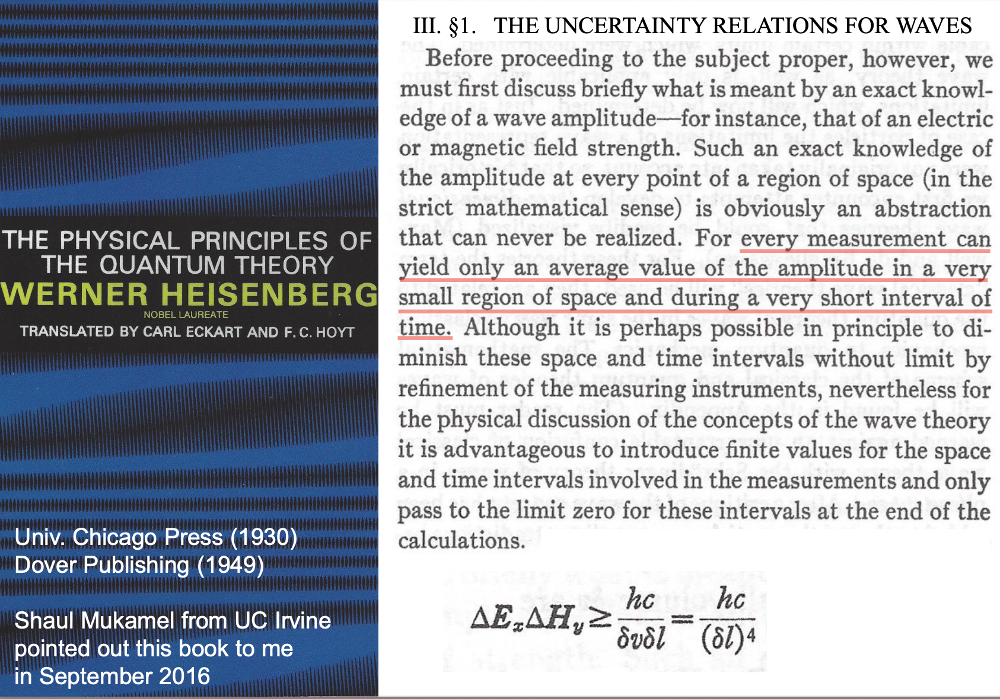 THE PHYSICAL PRINCIPLES OF
THE QUANTUM THEORY
WERNER HEISENBERG
NOBEL LAUREATE
TRANSLATED BY CARL ECKART AND F. C. HOYT
Univ. Chicago Press (1930)
Dover Publishing (1949)
Shaul Mukamel from UC Irvine
pointed out this book to me
in September 2016
III. §1. THE UNCERTAINTY RELATIONS FOR WAVES
Before proceeding to the subject proper, however, we
must first discuss briefly what is meant by an exact knowl-
edge of a wave amplitude—for instance, that of an electric
or magnetic field strength. Such an exact knowledge of
the amplitude at every point of a region of space (in the
strict mathematical sense) is obviously an abstraction
that can never be realized. For every measurement can
yield only an average value of the amplitude in a very
small region of space and during a very short interval of
time. Although it is perhaps possible in principle to di-
minish these space and time intervals without limit by
refinement of the measuring instruments, nevertheless for
the physical discussion of the concepts of the wave theory
it is advantageous to introduce finite values for the space
and time intervals involved in the measurements and only
pass to the limit zero for these intervals at the end of the
calculations.
ΔEₓΔHᵧ ≥ hc/δvδl = hc/(δl)⁴